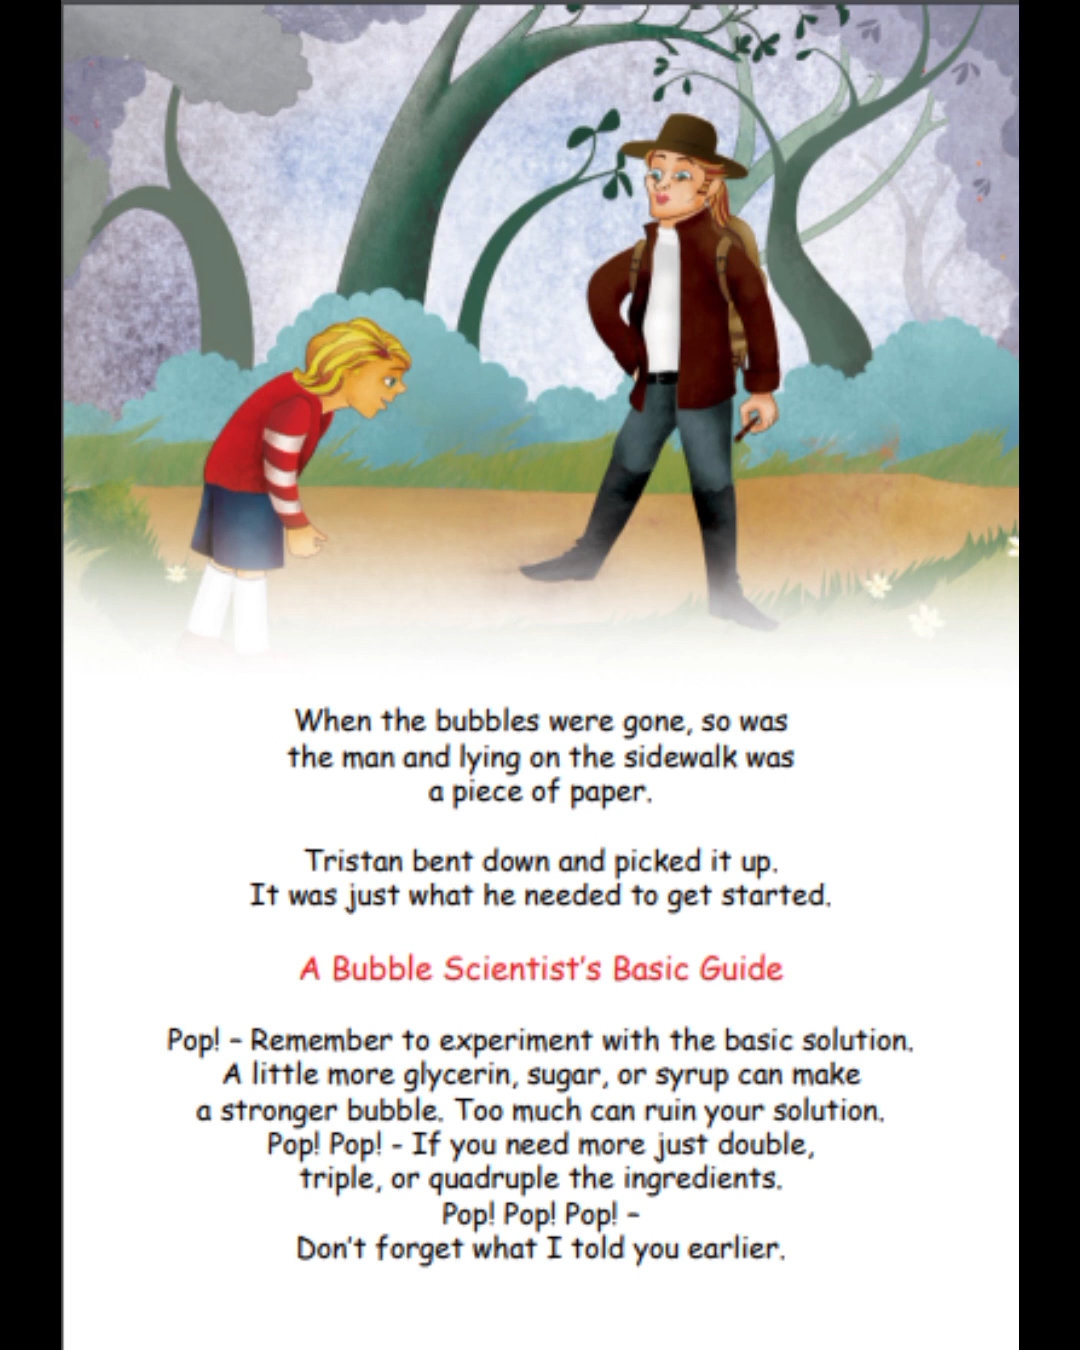 When the bubbles were gone, so was
the man and lying on the sidewalk was
a piece of paper.
Tristan bent down and picked it up.
It was just what he needed to get started.
A Bubble Scientist's Basic Guide
Pop! – Remember to experiment with the basic solution.
A little more glycerin, sugar, or syrup can make
a stronger bubble. Too much can ruin your solution.
Pop! Pop! - If you need more just double,
triple, or quadruple the ingredients.
Pop! Pop! Pop! –
Don't forget what I told you earlier.